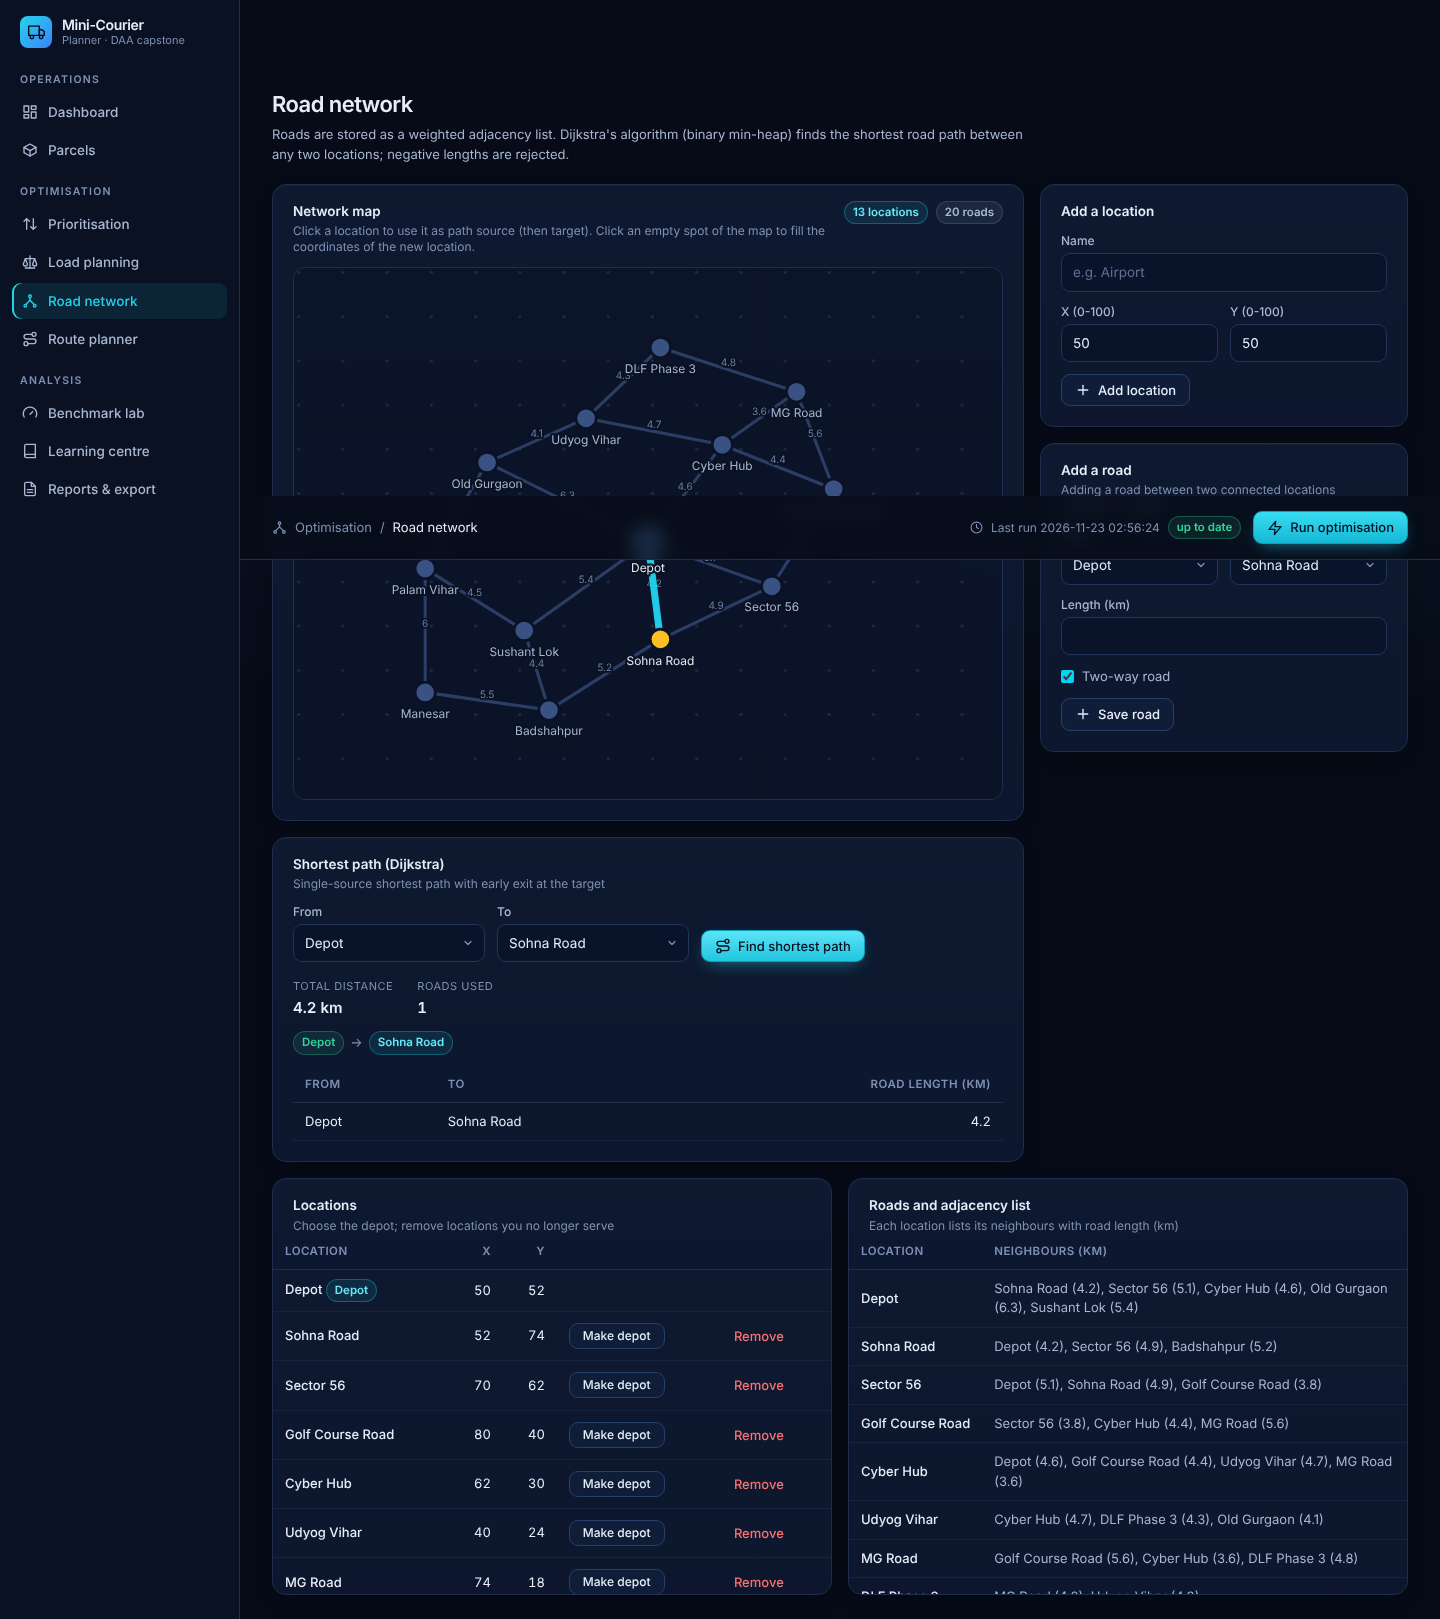 Mini-Courier
Planner · DAA capstone
OPERATIONS
Dashboard
Parcels
OPTIMISATION
Prioritisation
Load planning
Road network
Route planner
ANALYSIS
Benchmark lab
Learning centre
Reports & export
Road network
Roads are stored as a weighted adjacency list. Dijkstra's algorithm (binary min-heap) finds the shortest road path between
any two locations; negative lengths are rejected.
Network map
13 locations
20 roads
Click a location to use it as path source (then target). Click an empty spot of the map to fill the
coordinates of the new location.
DLF Phase 3
4.8
MG Road
3.6
4.7
4.1
Udyog Vihar
5.6
Cyber Hub
4.4
Old Gurgaon
4.6
6.3
Optimisation / Road network
Last run 2026-11-23 02:56:24
up to date
Run optimisation
Depot
Palam Vihar
4.5
5.4
4.9
Sector 56
6
Sushant Lok
4.4
5.2
Sohna Road
5.5
Manesar
Badshahpur
Add a location
Name
e.g. Airport
X (0-100)
Y (0-100)
50
50
Add location
Add a road
Adding a road between two connected locations
Depot
Sohna Road
Length (km)
Two-way road
Save road
Shortest path (Dijkstra)
Single-source shortest path with early exit at the target
From
To
Depot
Sohna Road
Find shortest path
TOTAL DISTANCE
ROADS USED
4.2 km
1
Depot → Sohna Road
FROM TO ROAD LENGTH (KM)
Depot Sohna Road 4.2
Locations
Choose the depot; remove locations you no longer serve
LOCATION X Y
Depot Depot 50 52
Sohna Road 52 74 Make depot Remove
Sector 56 70 62 Make depot Remove
Golf Course Road 80 40 Make depot Remove
Cyber Hub 62 30 Make depot Remove
Udyog Vihar 40 24 Make depot Remove
MG Road 74 18 Make depot Remove
Roads and adjacency list
Each location lists its neighbours with road length (km)
LOCATION NEIGHBOURS (KM)
Depot Sohna Road (4.2), Sector 56 (5.1), Cyber Hub (4.6), Old Gurgaon
(6.3), Sushant Lok (5.4)
Sohna Road Depot (4.2), Sector 56 (4.9), Badshahpur (5.2)
Sector 56 Depot (5.1), Sohna Road (4.9), Golf Course Road (3.8)
Golf Course Road Sector 56 (3.8), Cyber Hub (4.4), MG Road (5.6)
Cyber Hub Depot (4.6), Golf Course Road (4.4), Udyog Vihar (4.7), MG Road
(3.6)
Udyog Vihar Cyber Hub (4.7), DLF Phase 3 (4.3), Old Gurgaon (4.1)
MG Road Golf Course Road (5.6), Cyber Hub (3.6), DLF Phase 3 (4.8)